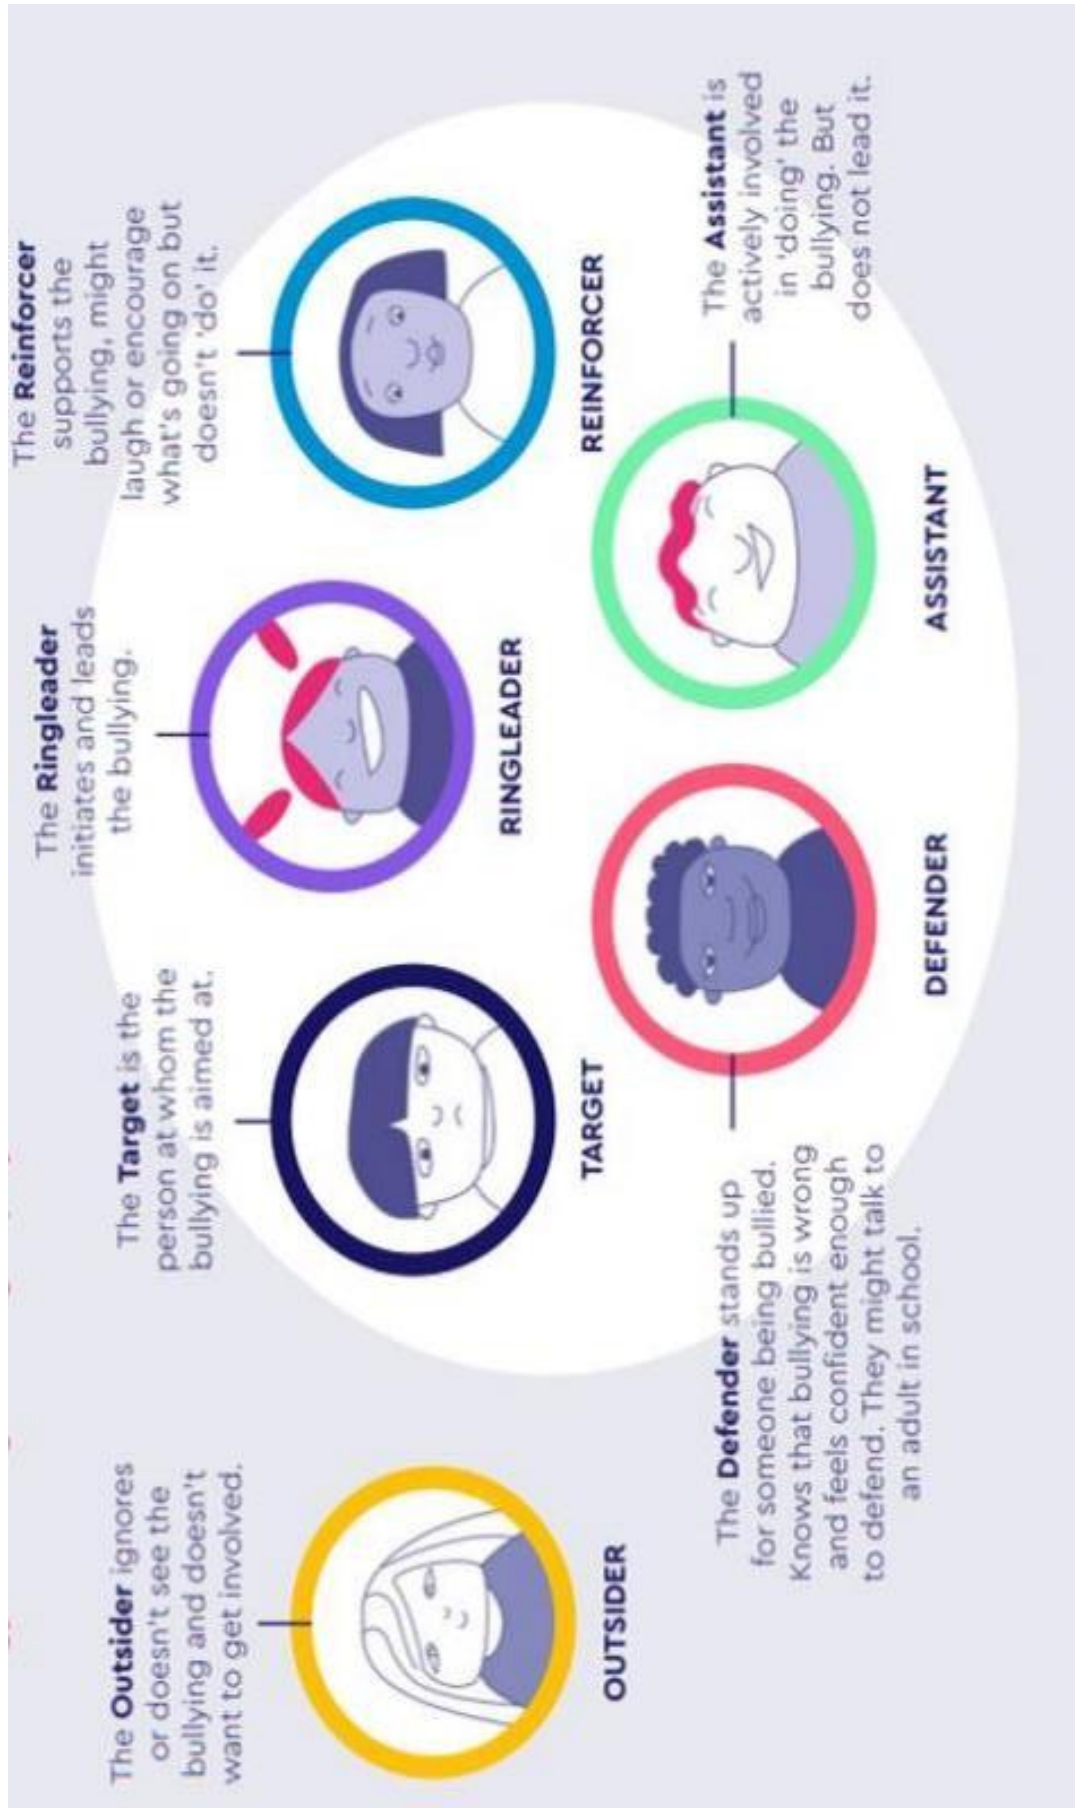 The Outsider ignores
or doesn't see the
bullying and doesn't
want to get involved.
OUTSIDER
The Target is the
person at whom the
bullying is aimed at.
TARGET
The Ringleader
initiates and leads
the bullying.
RINGLEADER
The Reinforcer
supports the
bullying, might
laugh or encourage
what's going on but
doesn't 'do' it.
REINFORCER
The Defender stands up
for someone being bullied.
Knows that bullying is wrong
and feels confident enough
to defend. They might talk to
an adult in school.
DEFENDER
The Assistant is
actively involved
in 'doing' the
bullying. But
does not lead it.
ASSISTANT